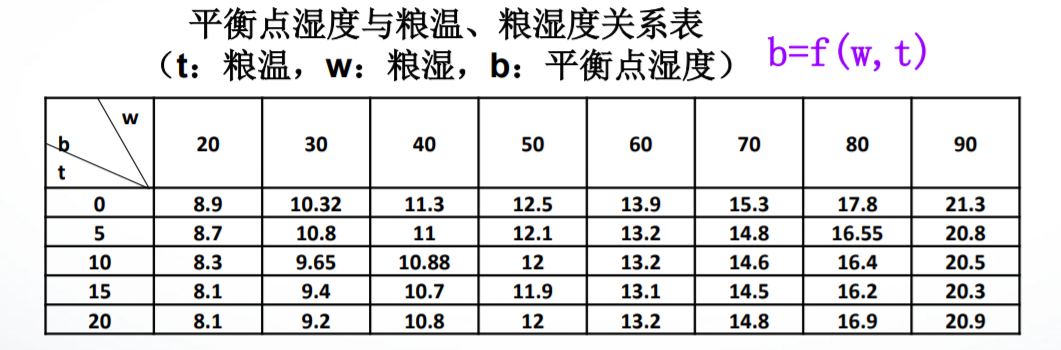 平衡点湿度与粮温、粮湿度关系表
（t：粮温，w：粮湿，b：平衡点湿度） b=f(w,t)
w
b
t
20 30 40 50 60 70 80 90
0 8.9 10.32 11.3 12.5 13.9 15.3 17.8 21.3
5 8.7 10.8 11 12.1 13.2 14.8 16.55 20.8
10 8.3 9.65 10.88 12 13.2 14.6 16.4 20.5
15 8.1 9.4 10.7 11.9 13.1 14.5 16.2 20.3
20 8.1 9.2 10.8 12 13.2 14.8 16.9 20.9